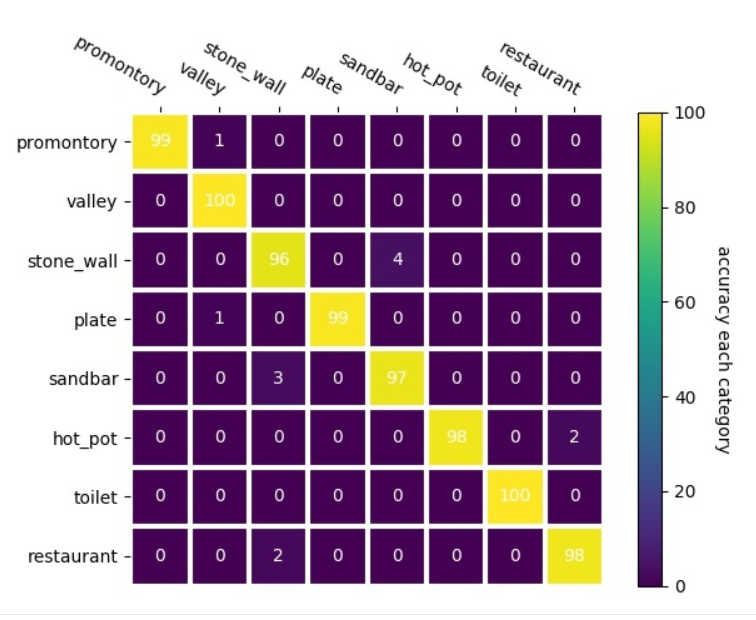 promontory valley stone_wall plate sandbar hot_pot toilet restaurant
promontory 99 1 0 0 0 0 0 0
valley 0 100 0 0 0 0 0 0
stone_wall 0 0 96 0 4 0 0 0
plate 0 1 0 99 0 0 0 0
sandbar 0 0 3 0 97 0 0 0
hot_pot 0 0 0 0 0 98 0 2
toilet 0 0 0 0 0 0 100 0
restaurant 0 0 2 0 0 0 0 98
100
80
60
40
20
0
accuracy each category